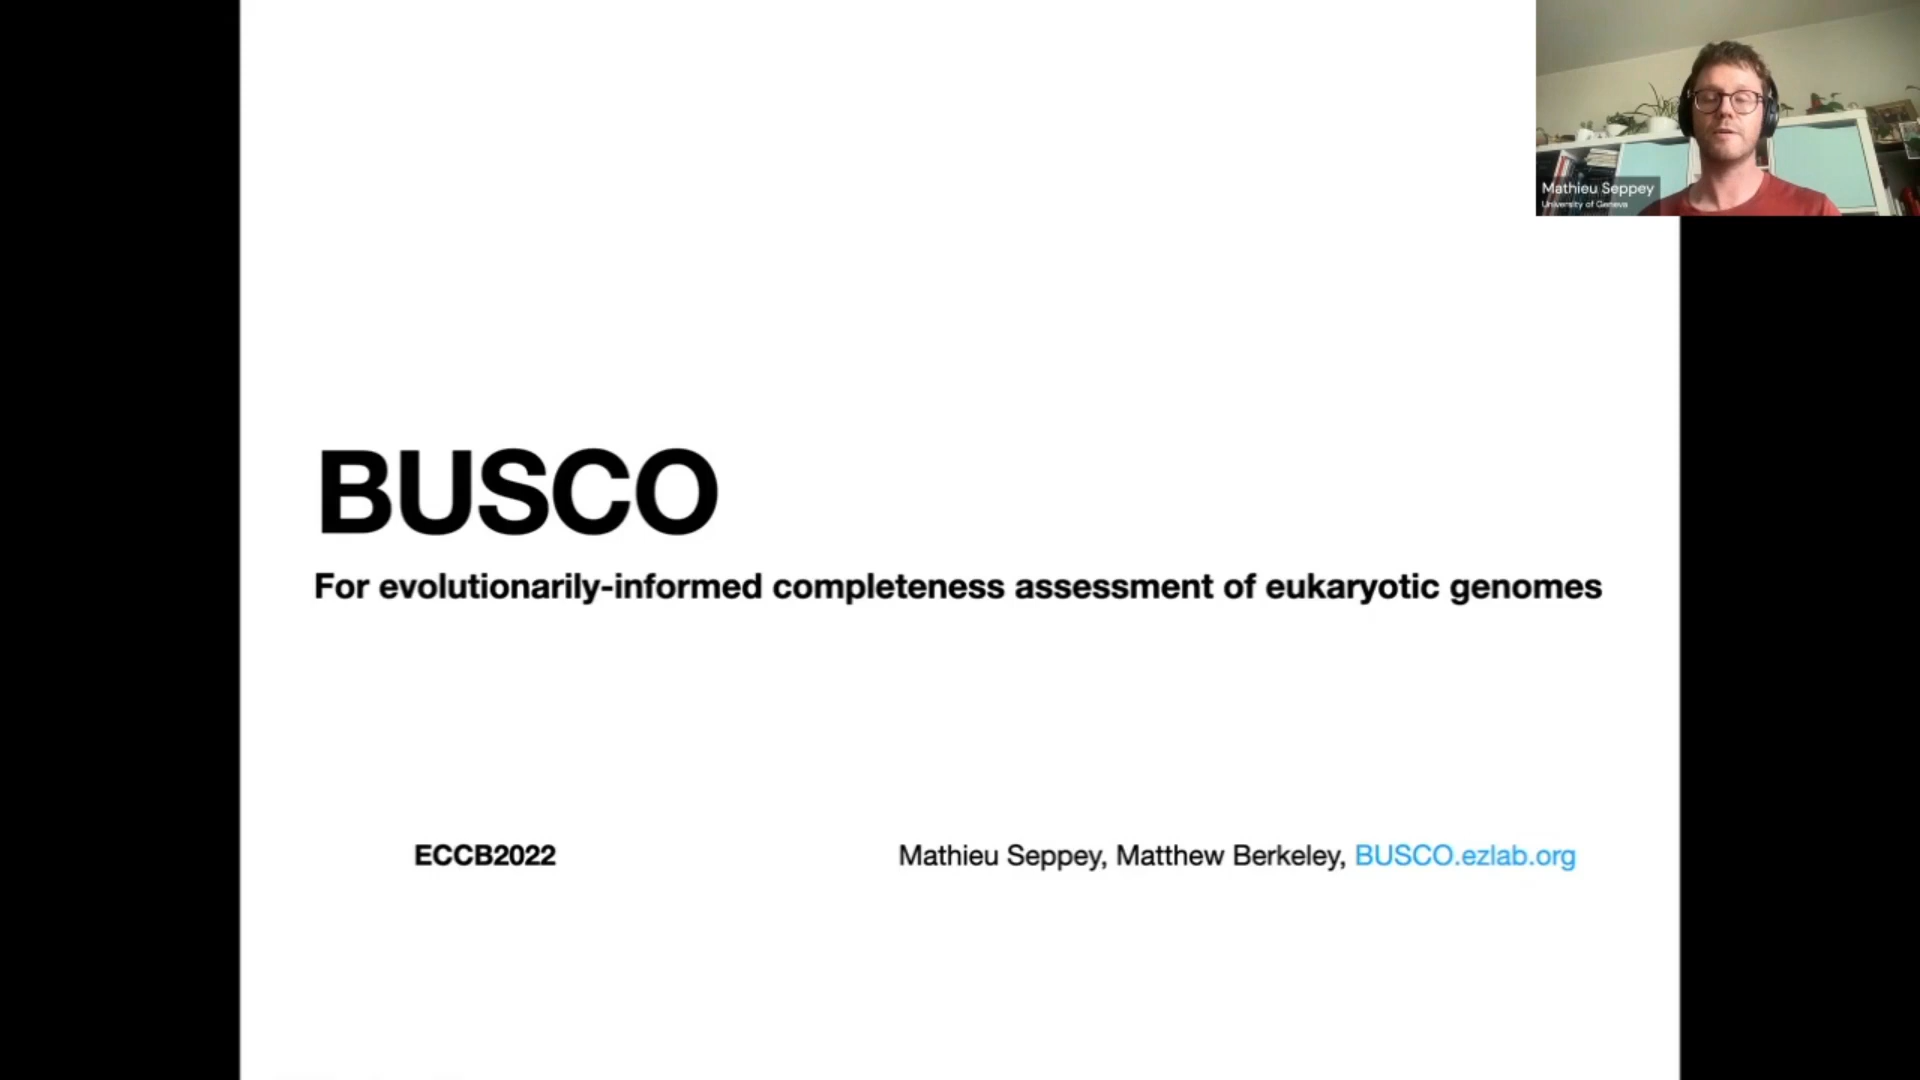 Mathieu Seppey
University of Geneva
BUSCO
For evolutionarily-informed completeness assessment of eukaryotic genomes
ECCB2022
Mathieu Seppey, Matthew Berkeley, BUSCO.ezlab.org